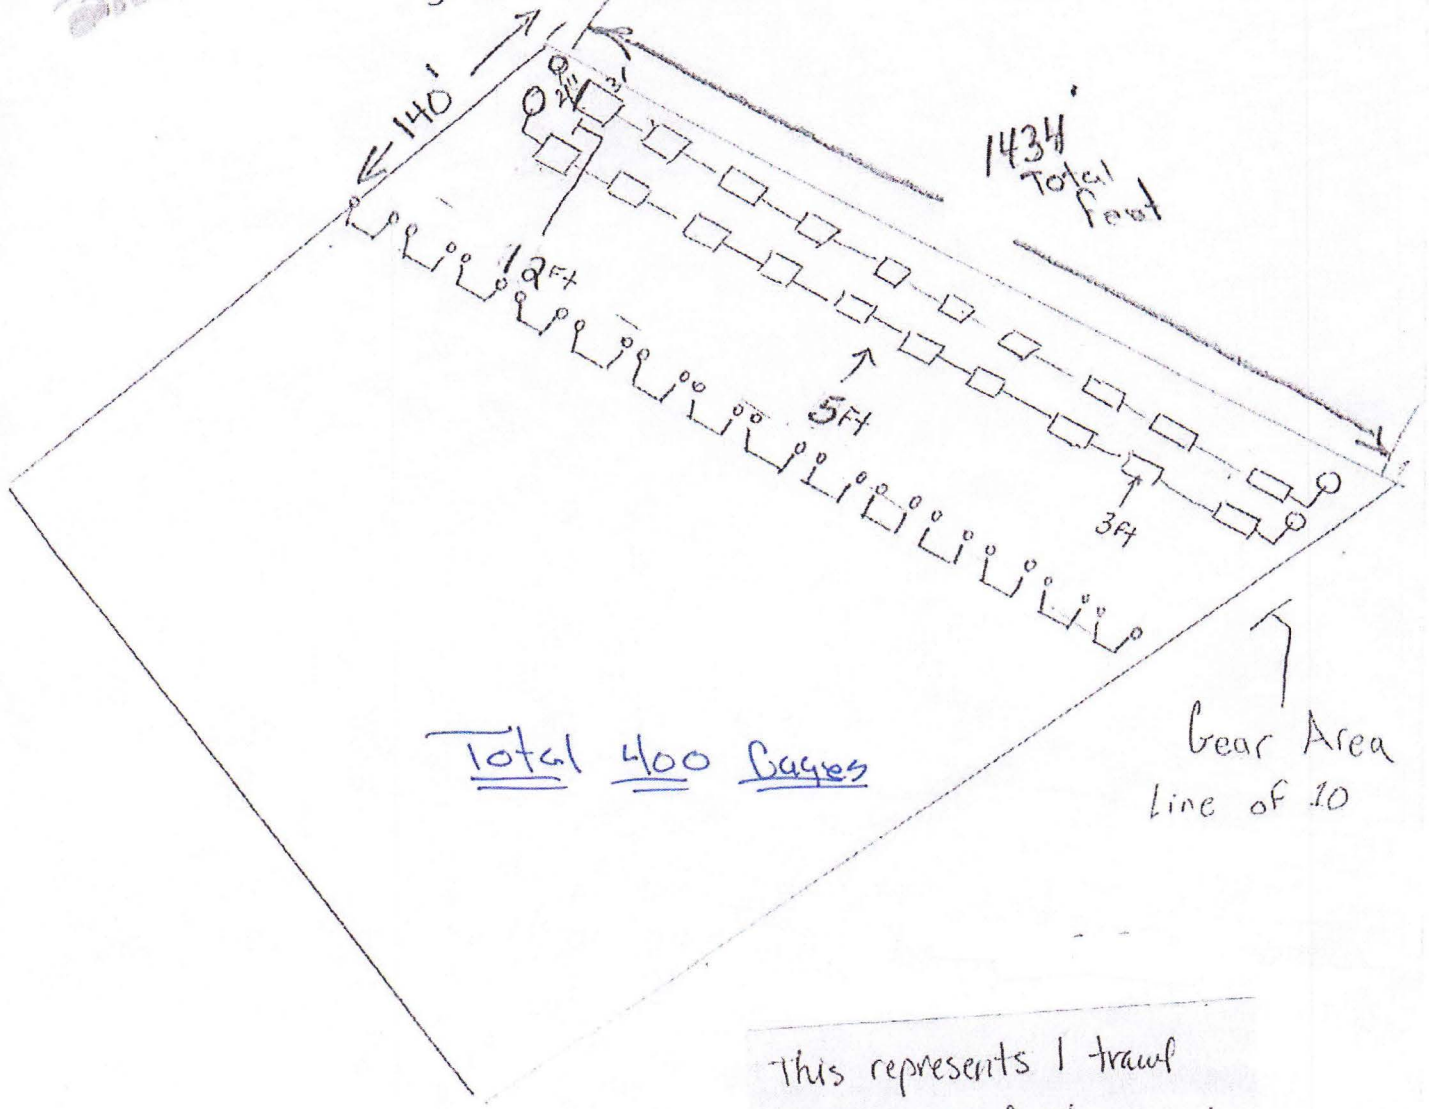 140'
2'
3'
1434'
Total
feet
12Ft
5Ft
3Ft
Gear Area
Line of 10
Total 400 Cages
This represents 1 trawl